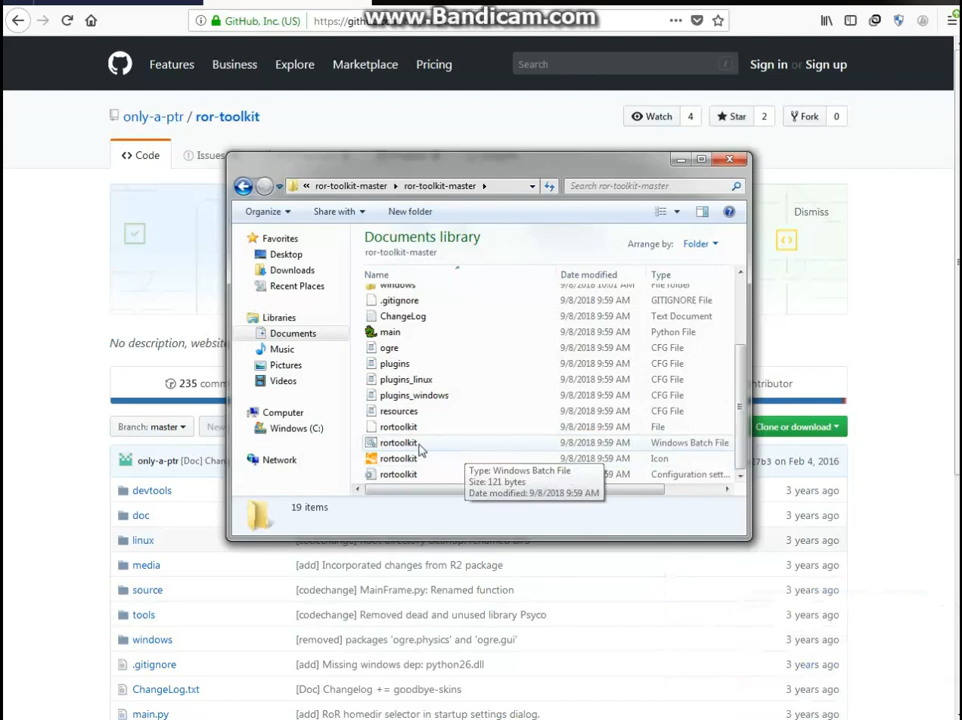 www.Bandicam.com
GitHub, Inc. (US)
https://gith
Features Business Explore Marketplace Pricing
Search /
Sign in or Sign up
only-a-ptr / ror-toolkit
Watch 4 Star 2 Fork 0
Code
Issues
Dismiss
No description, website
235 comm
ontributor
Branch: master
New
Clone or download
only-a-ptr [Doc] Chang
e7b3 on Feb 4, 2016
« ror-toolkit-master ror-toolkit-master
Search ror-toolkit-master
Organize Share with New folder
Documents library
ror-toolkit-master
Arrange by: Folder
Favorites
Desktop
Downloads
Recent Places
Libraries
Documents
Music
Pictures
Videos
Computer
Windows (C:)
Network
Name Date modified Type
windows 9/8/2018 10:01 AM File folder
.gitignore 9/8/2018 9:59 AM GITIGNORE File
ChangeLog 9/8/2018 9:59 AM Text Document
main 9/8/2018 9:59 AM Python File
ogre 9/8/2018 9:59 AM CFG File
plugins 9/8/2018 9:59 AM CFG File
plugins_linux 9/8/2018 9:59 AM CFG File
plugins_windows 9/8/2018 9:59 AM CFG File
resources 9/8/2018 9:59 AM CFG File
rortoolkit 9/8/2018 9:59 AM File
rortoolkit 9/8/2018 9:59 AM Windows Batch File
rortoolkit 9:59 AM Icon
rortoolkit 9:59 AM Configuration sett...
Type: Windows Batch File
Size: 121 bytes
Date modified: 9/8/2018 9:59 AM
19 items
devtools 3 years ago
doc 3 years ago
linux 3 years ago
media [add] Incorporated changes from R2 package 3 years ago
source [codechange] MainFrame.py: Renamed function 3 years ago
tools [codechange] Removed dead and unused library Psyco 3 years ago
windows [removed] packages 'ogre.physics' and 'ogre.gui' 3 years ago
.gitignore [add] Missing windows dep: python26.dll 3 years ago
ChangeLog.txt [Doc] Changelog += goodbye-skins 3 years ago
main.py [add] RoR homedir selector in startup settings dialog. 3 years ago